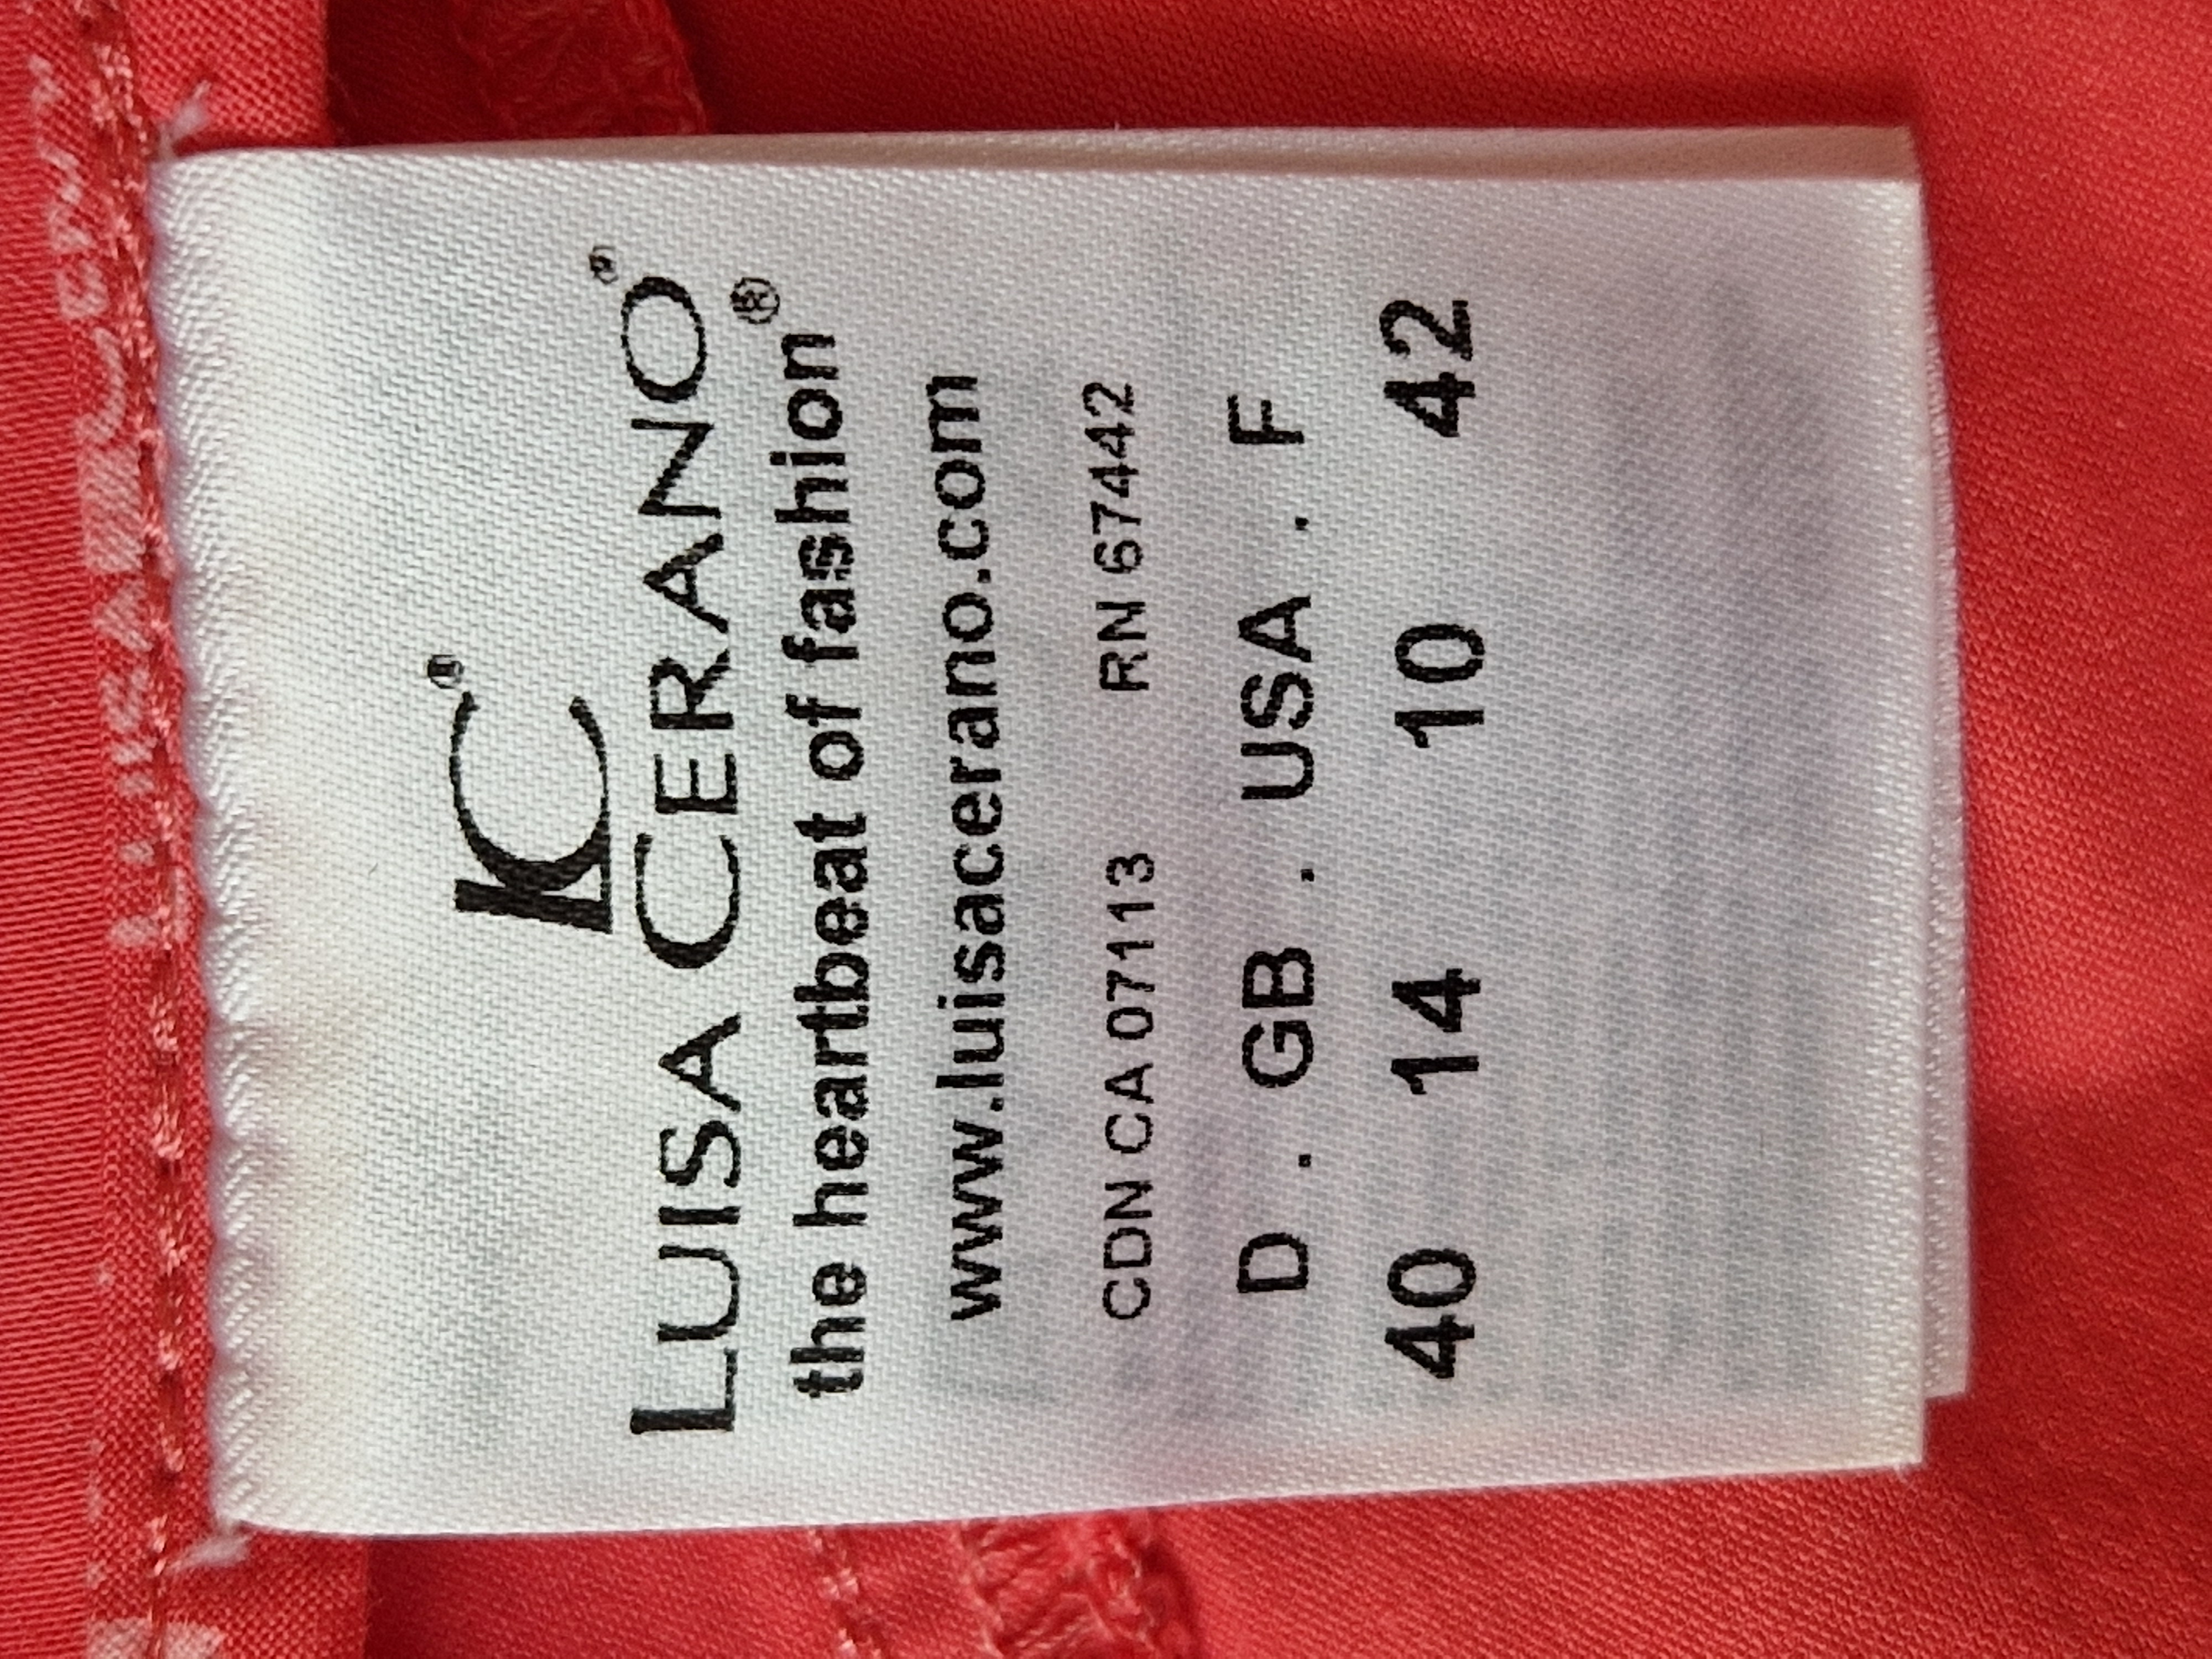 LC®
LUISA CERANO®
the heartbeat of fashion®
www.luisacerano.com
CDN CA 07113 RN 67442
D . GB . USA . F
40 14 10 42